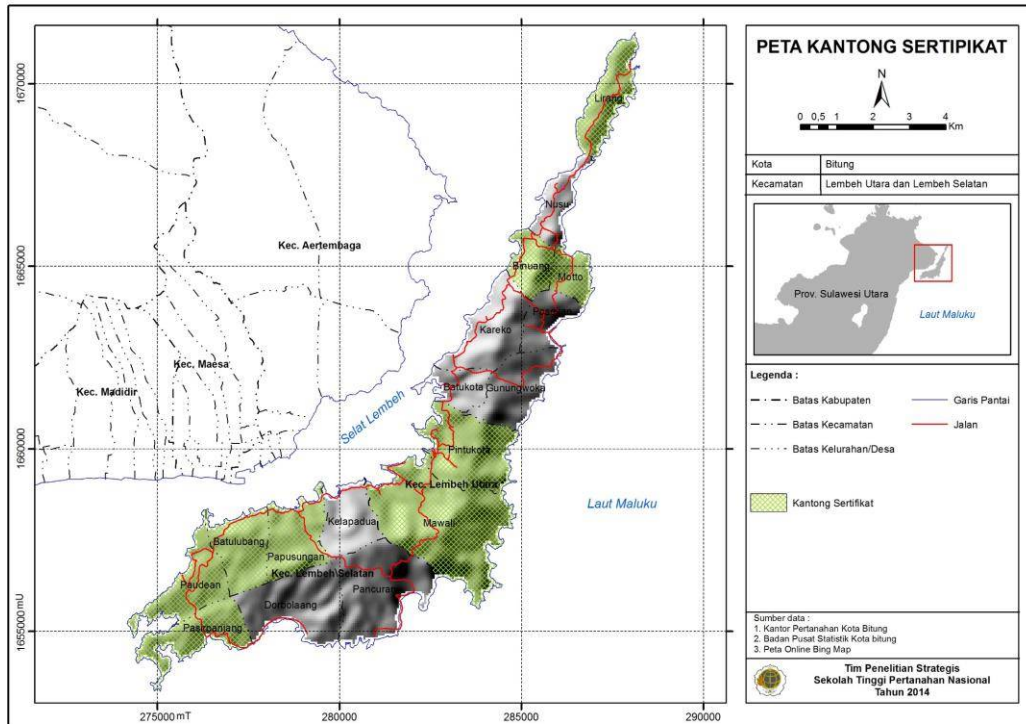 PETA KANTONG SERTIPIKAT
N
0 0,5 1 2 3 4
Km
Kota Bitung
Kecamatan Lembeh Utara dan Lembeh Selatan
Prov. Sulawesi Utara
Laut Maluku
Legenda :
Batas Kabupaten
Garis Pantai
Batas Kecamatan
Jalan
Batas Kelurahan/Desa
Kantong Sertifikat
Sumber data :
1. Kantor Pertanahan Kota Bitung
2. Badan Pusat Statistik Kota bitung
3. Peta Online Bing Map
Tim Penelitian Strategis
Sekolah Tinggi Pertanahan Nasional
Tahun 2014
1670000
1665000
1660000
1655000 mU
275000 mT
280000
285000
290000
Lirang
Nusu
Kec. Aertembaga
Binuang
Motto
Kareko
Kec. Maesa
Kec. Madidir
Batukota
Gunungwoka
Selat Lembeh
Pintukota
Kec. Lembeh Utara
Laut Maluku
Kelapadua
Mawali
Batulubang
Papusungan
Kec. Lembeh Selatan
Paudean
Pancuran
Dorbolaang
Pasirpanjang